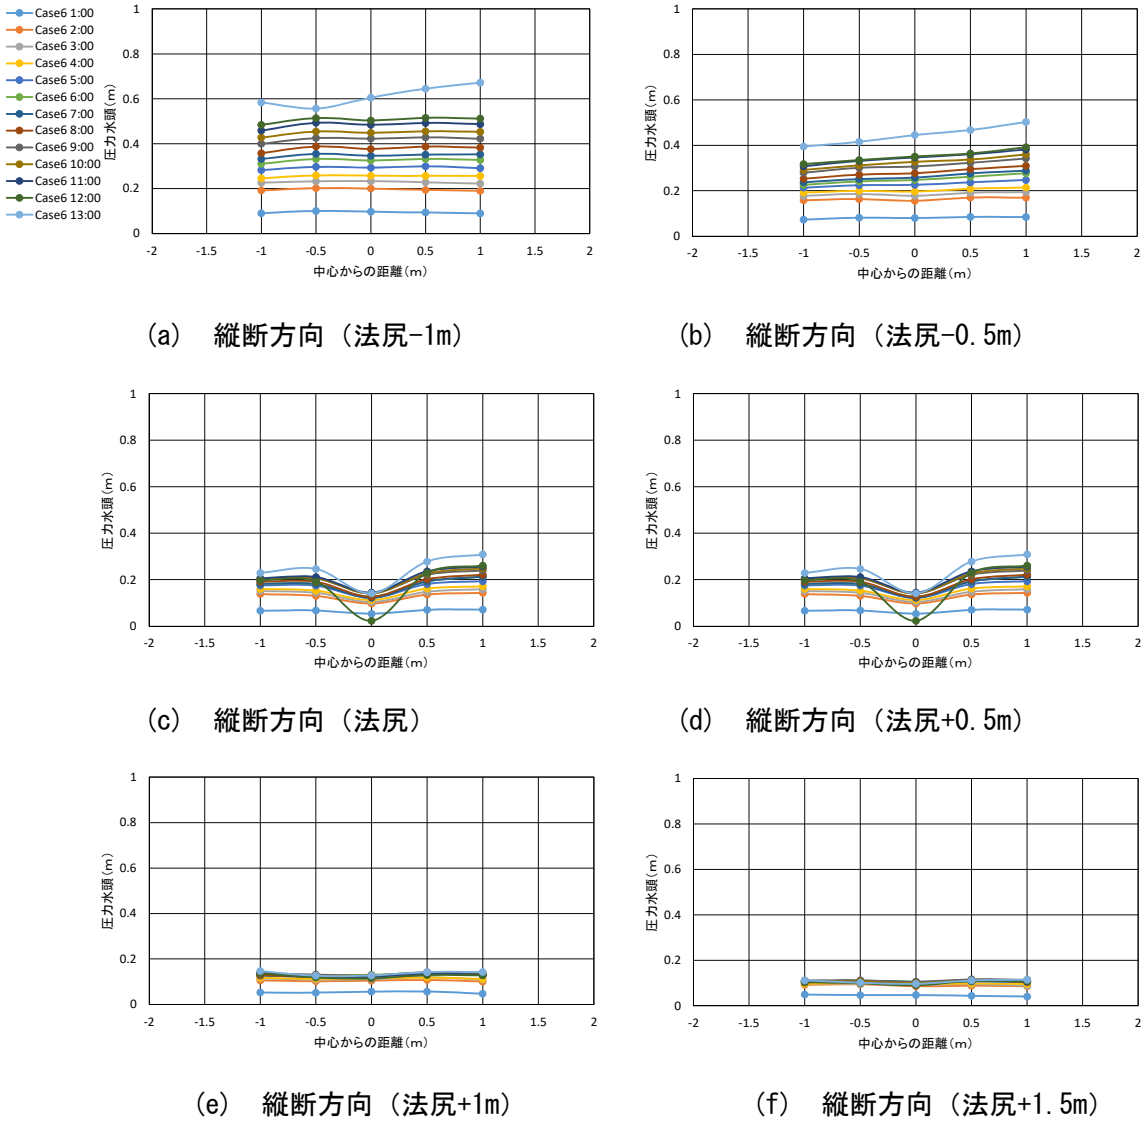 Case6 1:00
Case6 2:00
Case6 3:00
Case6 4:00
Case6 5:00
Case6 6:00
Case6 7:00
Case6 8:00
Case6 9:00
Case6 10:00
Case6 11:00
Case6 12:00
Case6 13:00
圧力水頭(m)
1
0.8
0.6
0.4
0.2
0
-2 -1.5 -1 -0.5 0 0.5 1 1.5 2
中心からの距離(m)
(a) 縦断方向(法尻-1m)
圧力水頭(m)
1
0.8
0.6
0.4
0.2
0
-2 -1.5 -1 -0.5 0 0.5 1 1.5 2
中心からの距離(m)
(b) 縦断方向(法尻-0.5m)
圧力水頭(m)
1
0.8
0.6
0.4
0.2
0
-2 -1.5 -1 -0.5 0 0.5 1 1.5 2
中心からの距離(m)
(c) 縦断方向(法尻)
圧力水頭(m)
1
0.8
0.6
0.4
0.2
0
-2 -1.5 -1 -0.5 0 0.5 1 1.5 2
中心からの距離(m)
(d) 縦断方向(法尻+0.5m)
圧力水頭(m)
1
0.8
0.6
0.4
0.2
0
-2 -1.5 -1 -0.5 0 0.5 1 1.5 2
中心からの距離(m)
(e) 縦断方向(法尻+1m)
圧力水頭(m)
1
0.8
0.6
0.4
0.2
0
-2 -1.5 -1 -0.5 0 0.5 1 1.5 2
中心からの距離(m)
(f) 縦断方向(法尻+1.5m)